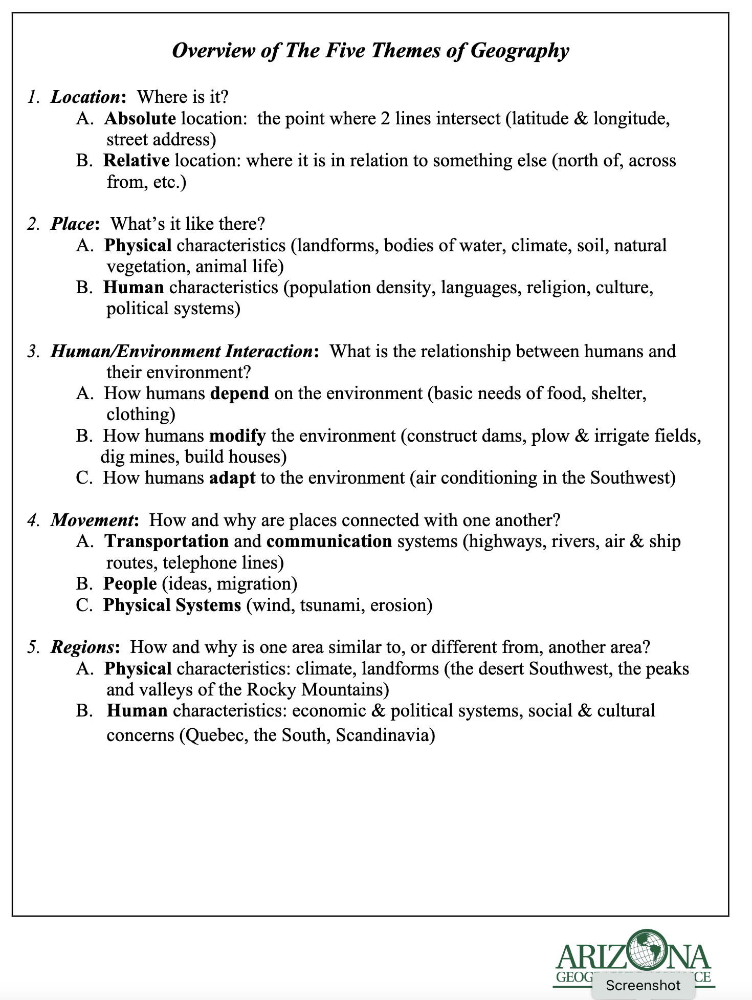 Overview of The Five Themes of Geography
1. Location: Where is it?
A. Absolute location: the point where 2 lines intersect (latitude & longitude,
street address)
B. Relative location: where it is in relation to something else (north of, across
from, etc.)
2. Place: What’s it like there?
A. Physical characteristics (landforms, bodies of water, climate, soil, natural
vegetation, animal life)
B. Human characteristics (population density, languages, religion, culture,
political systems)
3. Human/Environment Interaction: What is the relationship between humans and
their environment?
A. How humans depend on the environment (basic needs of food, shelter,
clothing)
B. How humans modify the environment (construct dams, plow & irrigate fields,
dig mines, build houses)
C. How humans adapt to the environment (air conditioning in the Southwest)
4. Movement: How and why are places connected with one another?
A. Transportation and communication systems (highways, rivers, air & ship
routes, telephone lines)
B. People (ideas, migration)
C. Physical Systems (wind, tsunami, erosion)
5. Regions: How and why is one area similar to, or different from, another area?
A. Physical characteristics: climate, landforms (the desert Southwest, the peaks
and valleys of the Rocky Mountains)
B. Human characteristics: economic & political systems, social & cultural
concerns (Quebec, the South, Scandinavia)
ARIZONA
Screenshot